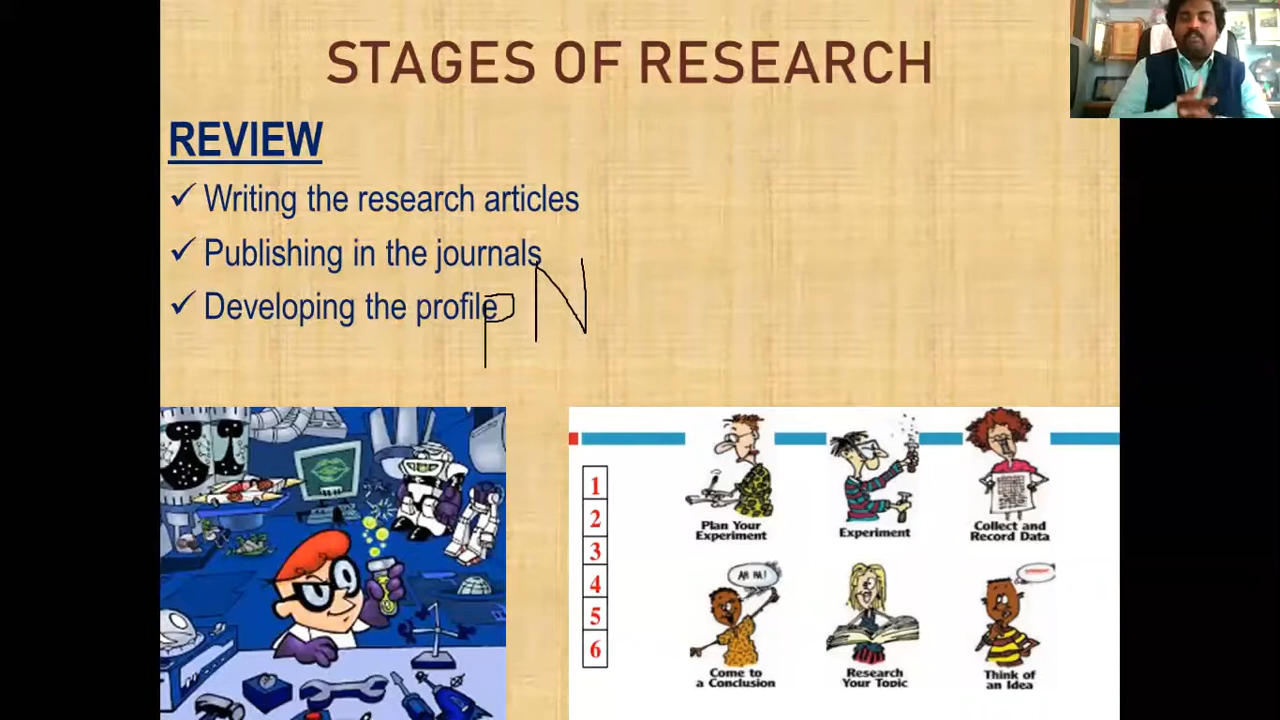 STAGES OF RESEARCH
REVIEW
✓ Writing the research articles
✓ Publishing in the journals
✓ Developing the profile
PN
1
2
3
4
5
6
Plan Your
Experiment
Experiment
Collect and
Record Data
AH HA!
Come to
a Conclusion
Research
Your Topic
Think of
an Idea